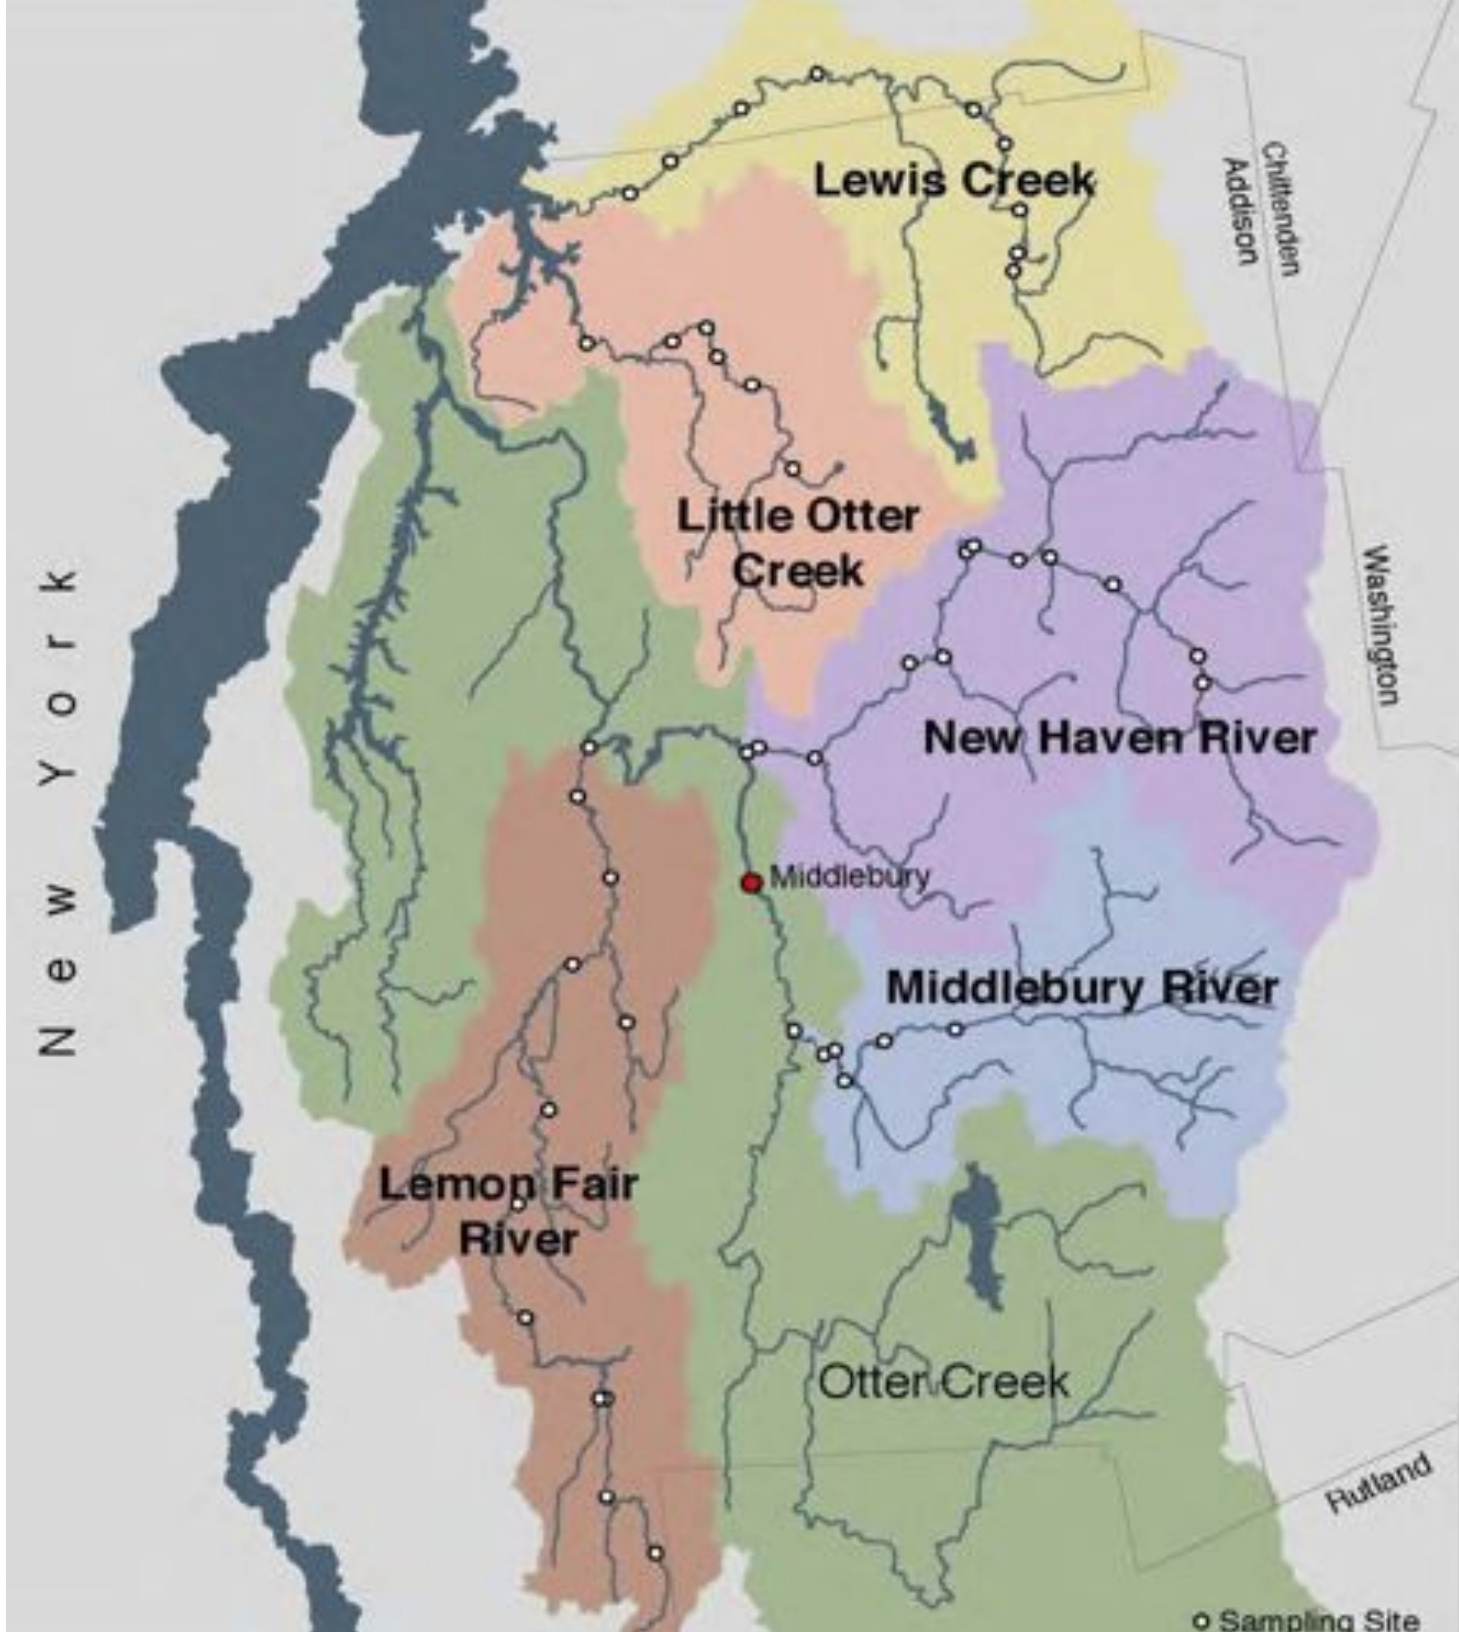 Lewis Creek
Chittenden
Addison
Little Otter
Creek
Washington
New York
New Haven River
Middlebury
Middlebury River
Lemon Fair
River
Otter Creek
Rutland
Sampling Site